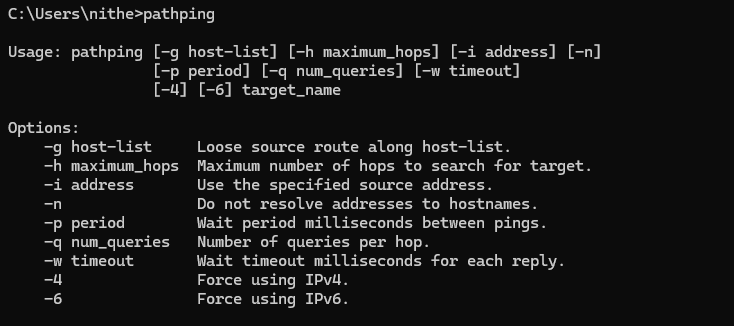 C:\Users\nithe>pathping
Usage: pathping [-g host-list] [-h maximum_hops] [-i address] [-n]
                [-p period] [-q num_queries] [-w timeout]
                [-4] [-6] target_name
Options:
    -g host-list     Loose source route along host-list.
    -h maximum_hops  Maximum number of hops to search for target.
    -i address       Use the specified source address.
    -n               Do not resolve addresses to hostnames.
    -p period        Wait period milliseconds between pings.
    -q num_queries   Number of queries per hop.
    -w timeout       Wait timeout milliseconds for each reply.
    -4               Force using IPv4.
    -6               Force using IPv6.